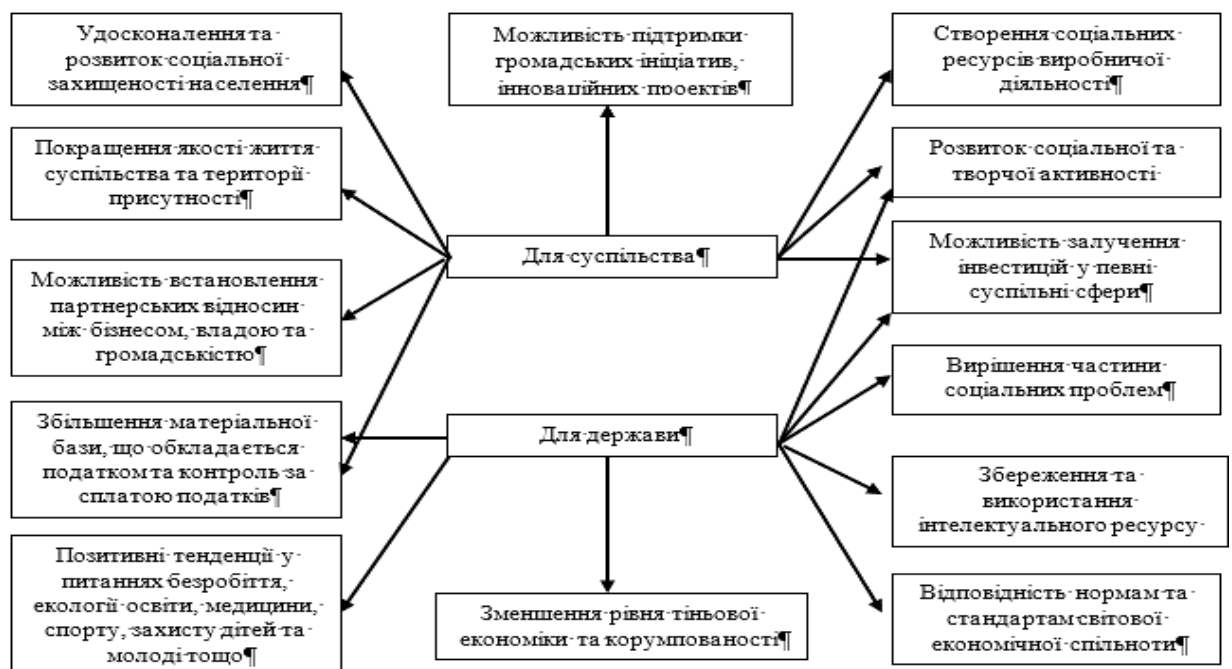 Удосконалення та
розвиток соціальної
захищеності населення¶
Можливість підтримки
громадських ініціатив,
інноваційних проектів¶
Створення соціальних
ресурсів виробничої
діяльності¶
Покращення якості життя
суспільства та території
присутності¶
Розвиток соціальної та
творчої активності
Для суспільства¶
Можливість встановлення
партнерських відносин
між бізнесом, владою та
громадськістю¶
Можливість залучення
інвестицій у певні
суспільні сфери¶
Вирішення частини
соціальних проблем¶
Збільшення матеріальної
бази, що обкладається
податком та контроль за
сплатою податків¶
Для держави¶
Збереження та
використання
інтелектуального ресурсу
Позитивні тенденції у
питаннях безробіття,
екології освіти, медицини,
спорту, захисту дітей та
молоді тощо¶
Зменшення рівня тіньової
економіки та корумпованості¶
Відповідність нормам та
стандартам світової
економічної спільноти¶